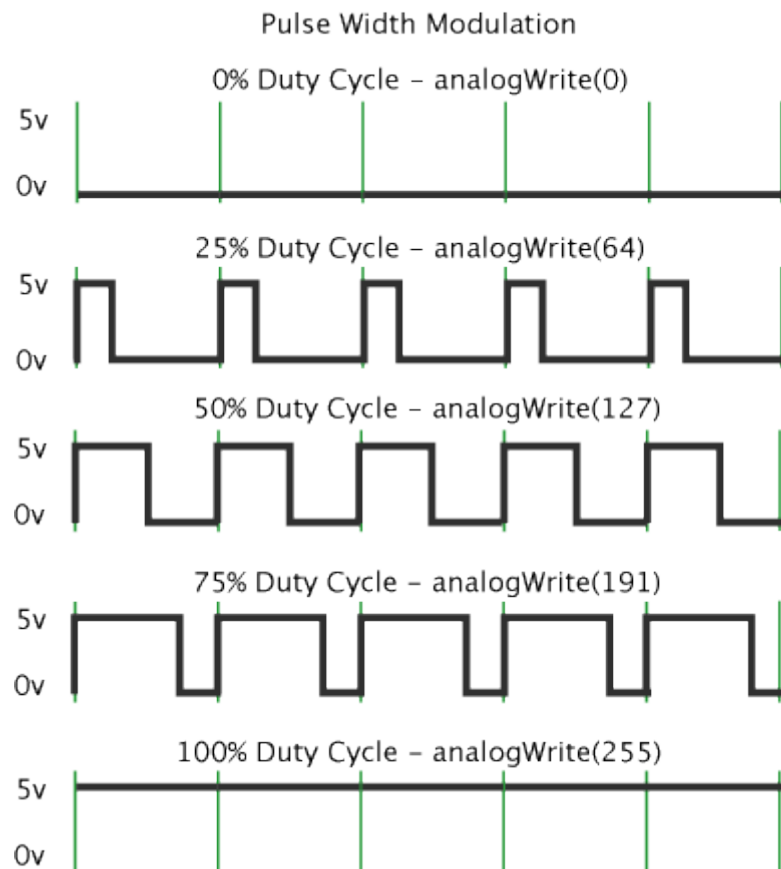 Pulse Width Modulation
0% Duty Cycle – analogWrite(0)
5v
0v
25% Duty Cycle – analogWrite(64)
5v
0v
50% Duty Cycle – analogWrite(127)
5v
0v
75% Duty Cycle – analogWrite(191)
5v
0v
100% Duty Cycle – analogWrite(255)
5v
0v